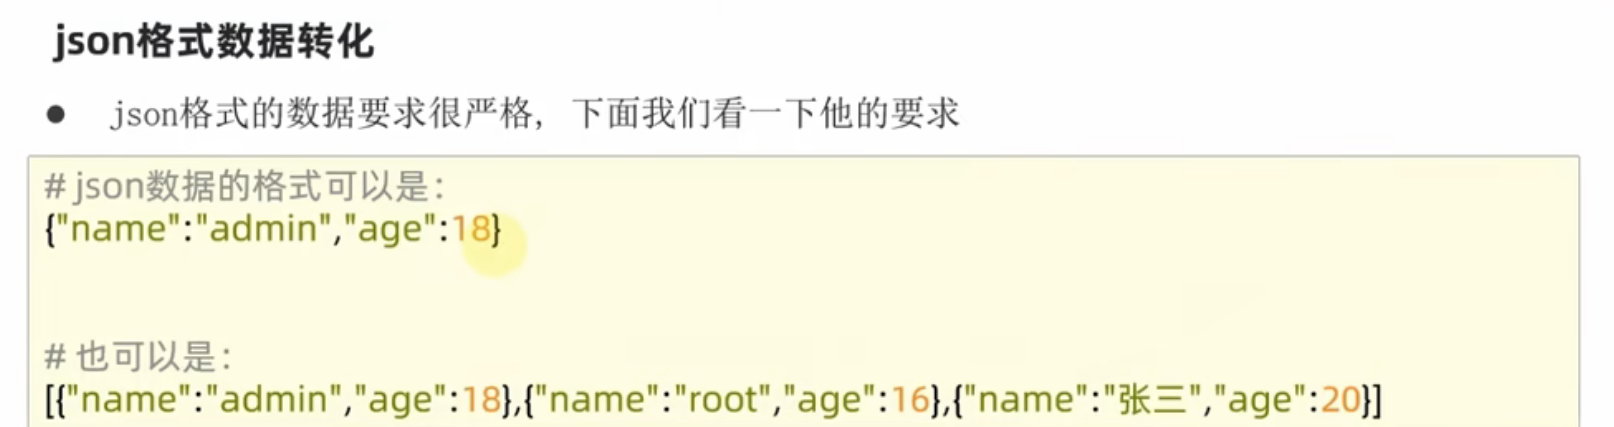 json格式数据转化
● json格式的数据要求很严格，下面我们看一下他的要求
# json数据的格式可以是：
{"name":"admin","age":18}
# 也可以是：
[{"name":"admin","age":18},{"name":"root","age":16},{"name":"张三","age":20}]